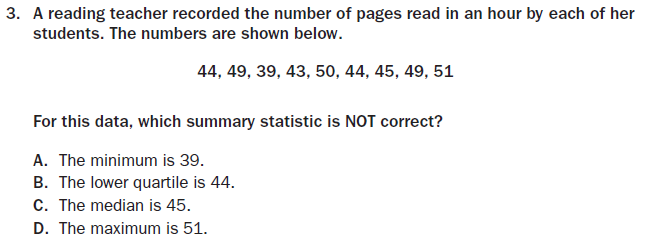 3. A reading teacher recorded the number of pages read in an hour by each of her
students. The numbers are shown below.
44, 49, 39, 43, 50, 44, 45, 49, 51
For this data, which summary statistic is NOT correct?
A. The minimum is 39.
B. The lower quartile is 44.
C. The median is 45.
D. The maximum is 51.